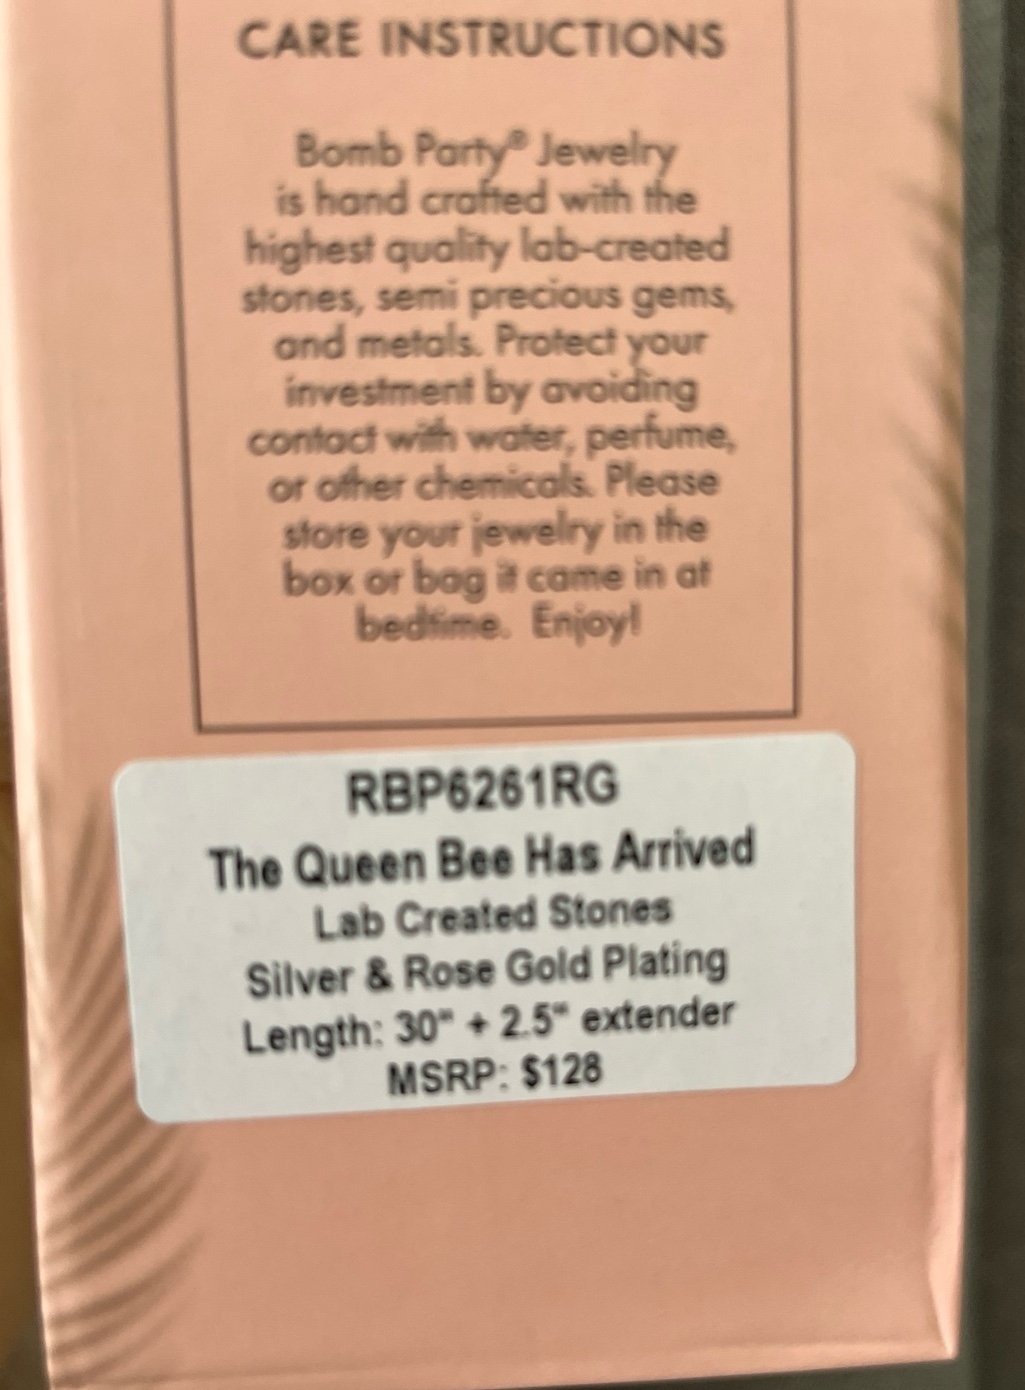 CARE INSTRUCTIONS
Bomb Party® Jewelry
is hand crafted with the
highest quality lab-created
stones, semi precious gems,
and metals. Protect your
investment by avoiding
contact with water, perfume,
or other chemicals. Please
store your jewelry in the
box or bag it came in at
bedtime. Enjoy!
RBP6261RG
The Queen Bee Has Arrived
Lab Created Stones
Silver & Rose Gold Plating
Length: 30" + 2.5" extender
MSRP: $128